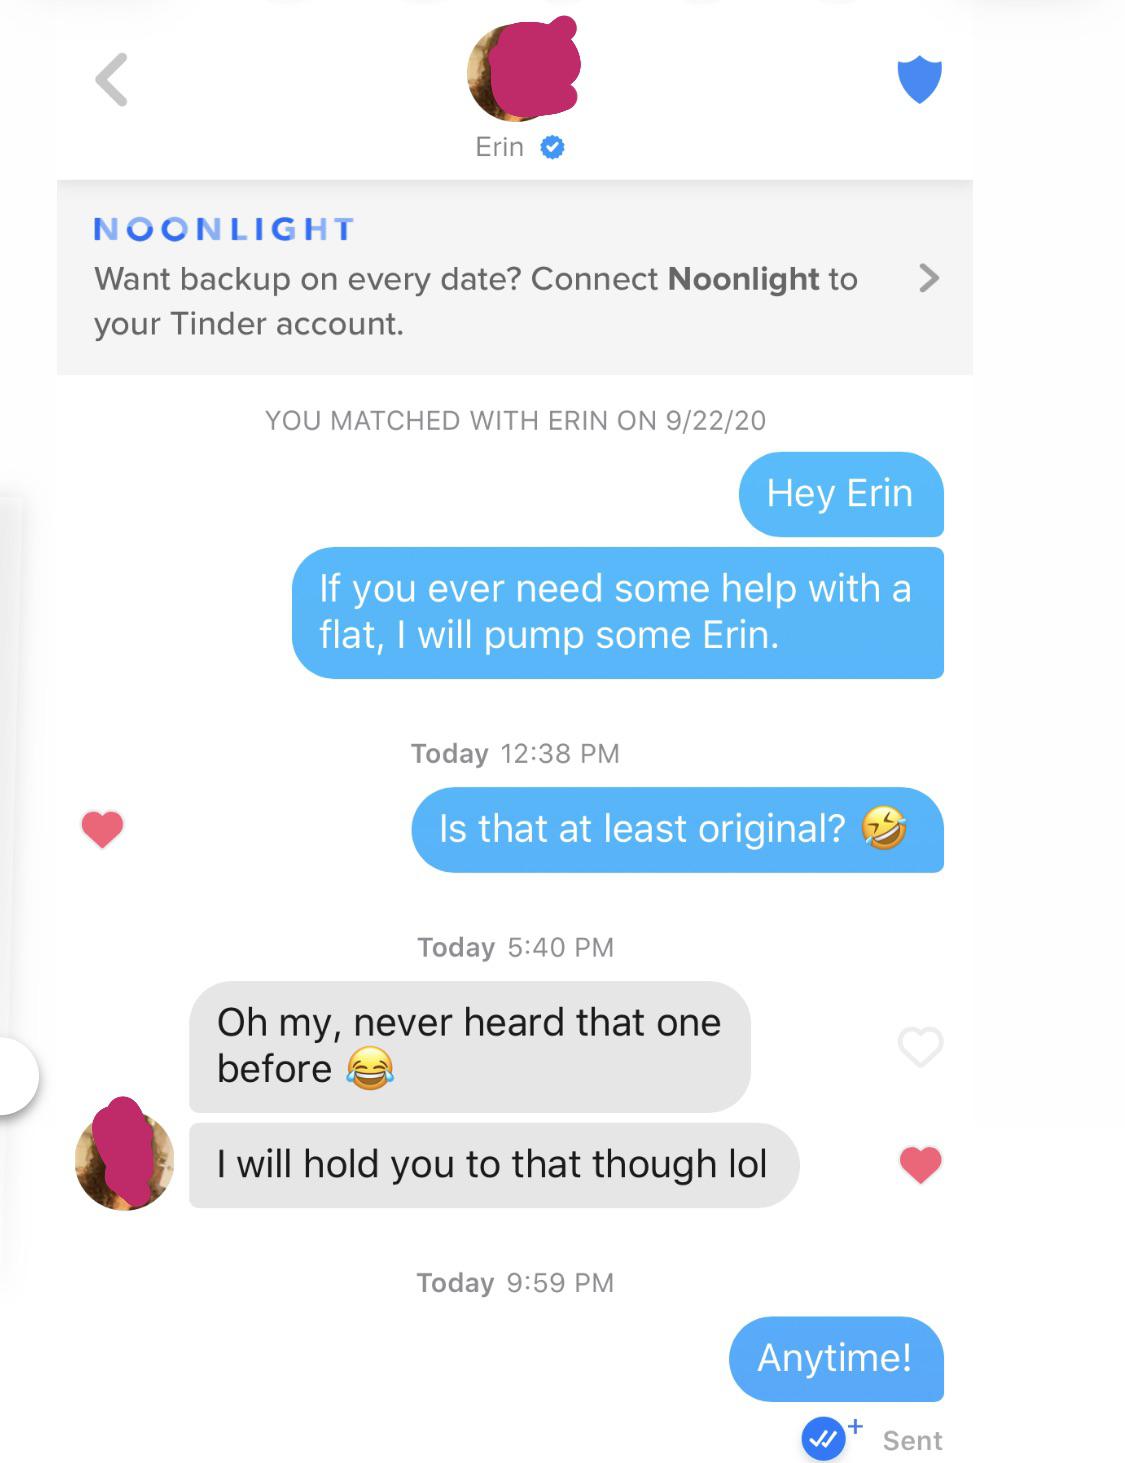 Erin
NOONLIGHT
Want backup on every date? Connect Noonlight to
your Tinder account.
YOU MATCHED WITH ERIN ON 9/22/20
Hey Erin
If you ever need some help with a
flat, I will pump some Erin.
Today 12:38 PM
Is that at least original? 🤣
Today 5:40 PM
Oh my, never heard that one
before 😂
I will hold you to that though lol
Today 9:59 PM
Anytime!
Sent